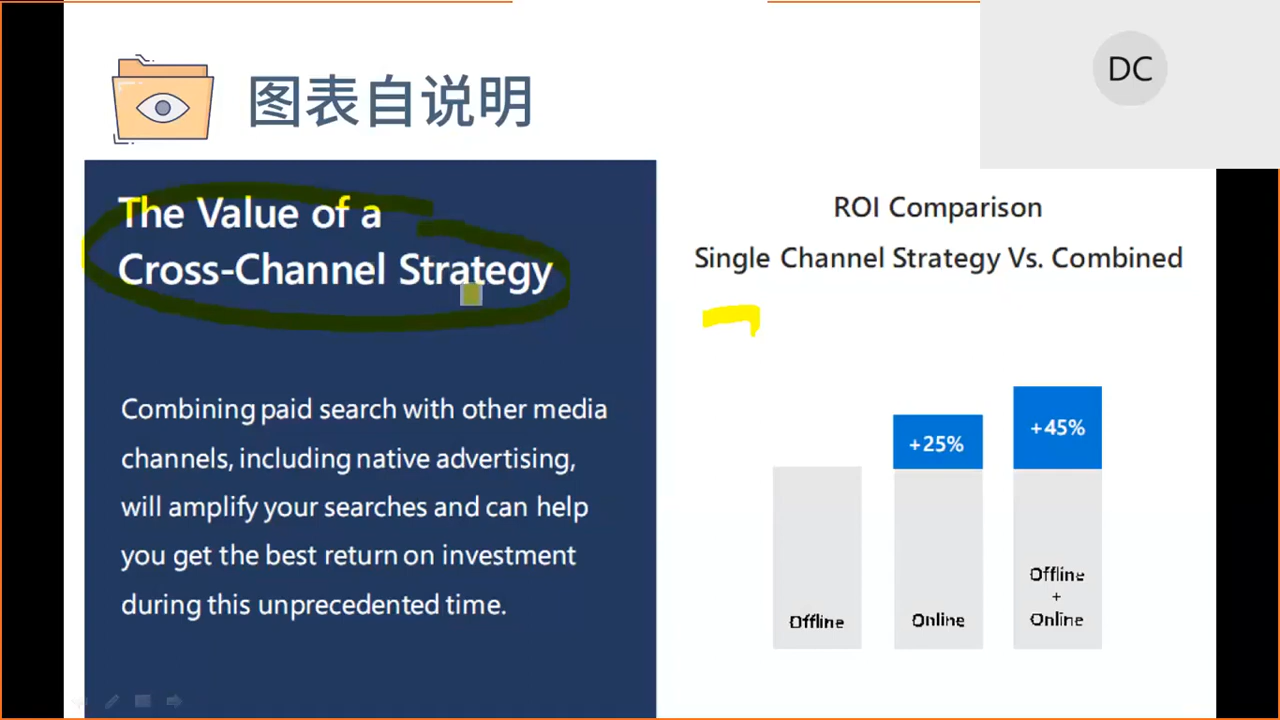 图表自说明
DC
The Value of a
Cross-Channel Strategy
Combining paid search with other media
channels, including native advertising,
will amplify your searches and can help
you get the best return on investment
during this unprecedented time.
ROI Comparison
Single Channel Strategy Vs. Combined
+25%
+45%
Offline
Online
Offline
+
Online